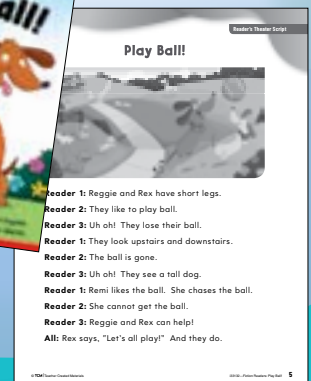 all!
Reader's Theater Script
Play Ball!
Reader 1: Reggie and Rex have short legs.
Reader 2: They like to play ball.
Reader 3: Uh oh! They lose their ball.
Reader 1: They look upstairs and downstairs.
Reader 2: The ball is gone.
Reader 3: Uh oh! They see a tall dog.
Reader 1: Remi likes the ball. She chases the ball.
Reader 2: She cannot get the ball.
Reader 3: Reggie and Rex can help!
All: Rex says, "Let's all play!" And they do.
© TCM | Teacher Created Materials
Fiction Readers: Play Ball! 5